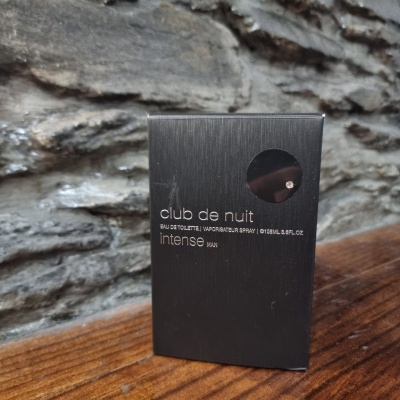 club de nuit
EAU DE TOILETTE | VAPORISATEUR SPRAY | ℮105ML 3.6FL.OZ
intense MAN